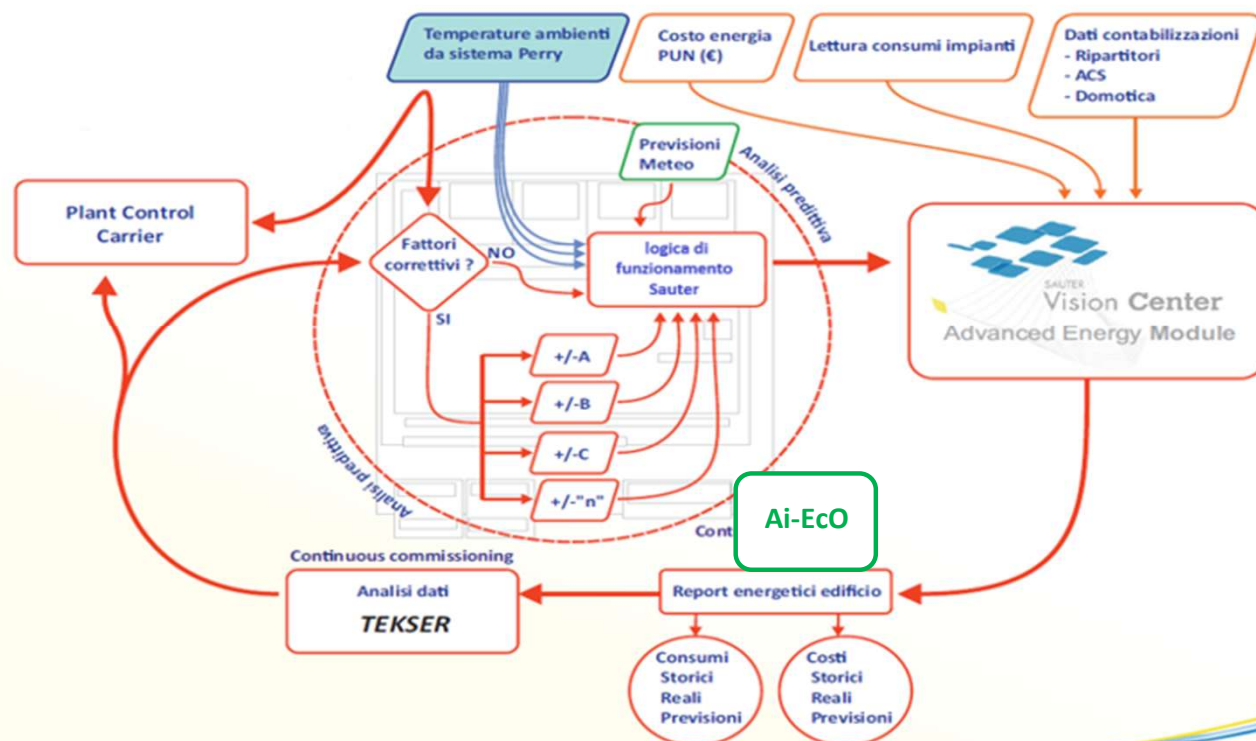 Temperature ambienti
da sistema Perry
Costo energia
PUN (€)
Lettura consumi impianti
Dati contabilizzazioni
- Ripartitori
- ACS
- Domotica
Previsioni
Meteo
Analisi predittiva
Plant Control
Carrier
Fattori
correttivi ?
NO
SI
logica di
funzionamento
Sauter
SAUTER
Vision Center
Advanced Energy Module
+/-A
+/-B
+/-C
+/-"n"
Analisi predittiva
Ai-EcO
Cont
Continuous commissioning
Analisi dati
TEKSER
Report energetici edificio
Consumi
Storici
Reali
Previsioni
Costi
Storici
Reali
Previsioni